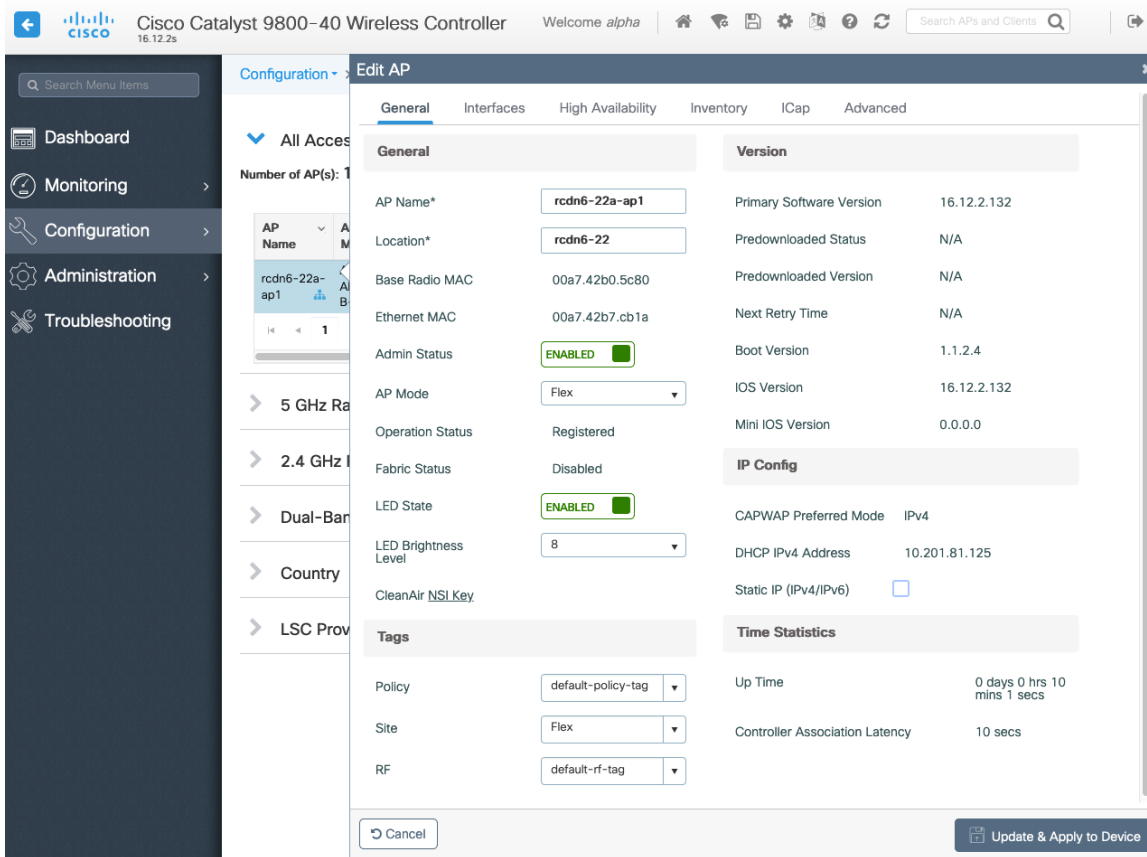 CISCO
Cisco Catalyst 9800-40 Wireless Controller
16.12.2s
Welcome alpha
Search APs and Clients
Search Menu Items
Dashboard
Monitoring
Configuration
Administration
Troubleshooting
Configuration
All Acces
Number of AP(s): 1
AP
Name
A
M
rcdn6-22a-
ap1
AI
B-
1
5 GHz Ra
2.4 GHz
Dual-Ban
Country
LSC Prov
Edit AP
General Interfaces High Availability Inventory ICap Advanced
General
AP Name* rcdn6-22a-ap1
Location* rcdn6-22
Base Radio MAC 00a7.42b0.5c80
Ethernet MAC 00a7.42b7.cb1a
Admin Status ENABLED
AP Mode Flex
Operation Status Registered
Fabric Status Disabled
LED State ENABLED
LED Brightness
Level 8
CleanAir NSI Key
Tags
Policy default-policy-tag
Site Flex
RF default-rf-tag
Version
Primary Software Version 16.12.2.132
Predownloaded Status N/A
Predownloaded Version N/A
Next Retry Time N/A
Boot Version 1.1.2.4
IOS Version 16.12.2.132
Mini IOS Version 0.0.0.0
IP Config
CAPWAP Preferred Mode IPv4
DHCP IPv4 Address 10.201.81.125
Static IP (IPv4/IPv6)
Time Statistics
Up Time 0 days 0 hrs 10
mins 1 secs
Controller Association Latency 10 secs
Cancel
Update & Apply to Device